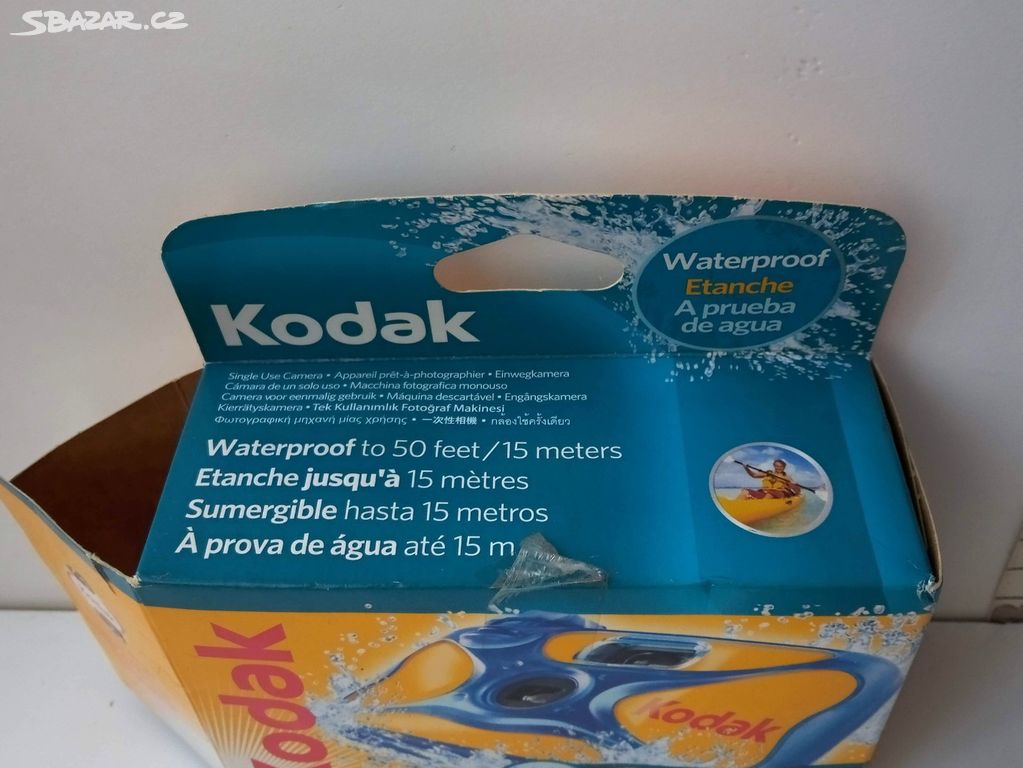 SBAZAR.CZ
Waterproof
Etanche
A prueba
de agua
Kodak
Single Use Camera • Appareil prêt-à-photographier • Einwegkamera
Cámara de un solo uso • Macchina fotografica monouso
Camera voor eenmalig gebruik • Máquina descartável • Engångskamera
Kierrätyskamera • Tek Kullanımlık Fotoğraf Makinesi
Φωτογραφική μηχανή μίας χρήσης • 一次性相機 • กล้องใช้ครั้งเดียว
Waterproof to 50 feet/15 meters
Etanche jusqu'à 15 mètres
Sumergible hasta 15 metros
À prova de água até 15 m
Kodak
Kodak